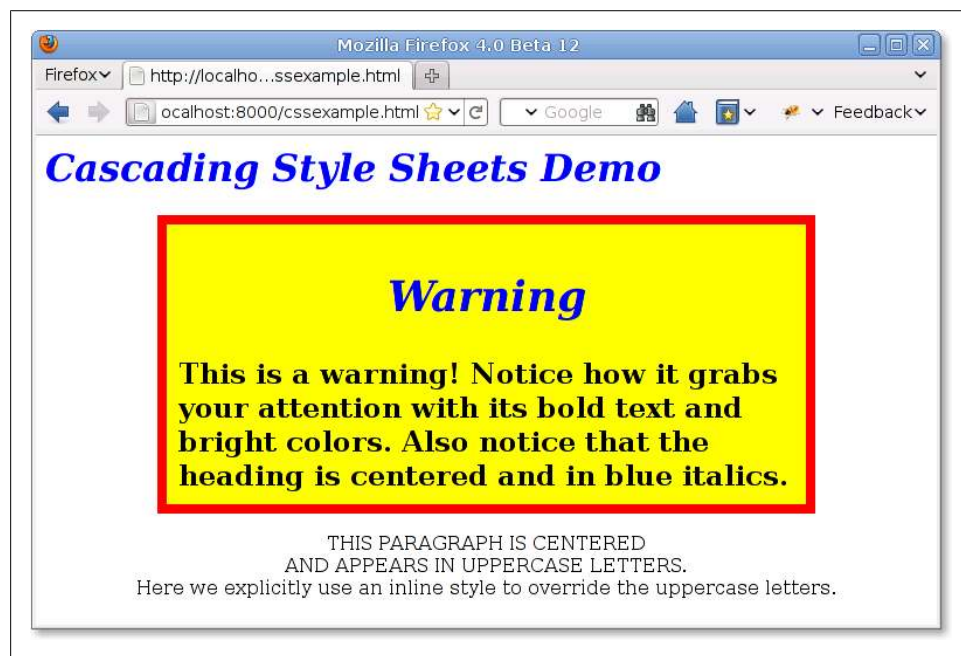 Mozilla Firefox 4.0 Beta 12
Firefox http://localho...ssexample.html
ocalhost:8000/cssexample.html Google Feedback
Cascading Style Sheets Demo
Warning
This is a warning! Notice how it grabs
your attention with its bold text and
bright colors. Also notice that the
heading is centered and in blue italics.
THIS PARAGRAPH IS CENTERED
AND APPEARS IN UPPERCASE LETTERS.
Here we explicitly use an inline style to override the uppercase letters.